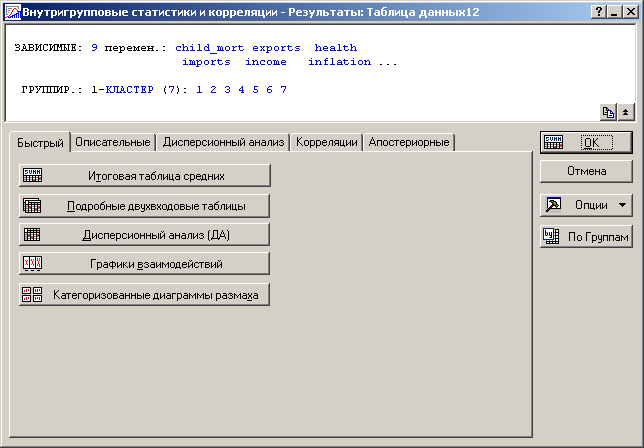 Внутригрупповые статистики и корреляции - Результаты: Таблица данных12
ЗАВИСИМЫЕ: 9 перемен.: child_mort exports health
imports income inflation ...
ГРУППИР.: 1-КЛАСТЕР (7): 1 2 3 4 5 6 7
Быстрый Описательные Дисперсионный анализ Корреляции Апостериорные
Итоговая таблица средних
Подробные двухвходовые таблицы
Дисперсионный анализ (ДА)
Графики взаимодействий
Категоризованные диаграммы размаха
SUMM OK
Отмена
Опции
По Группам